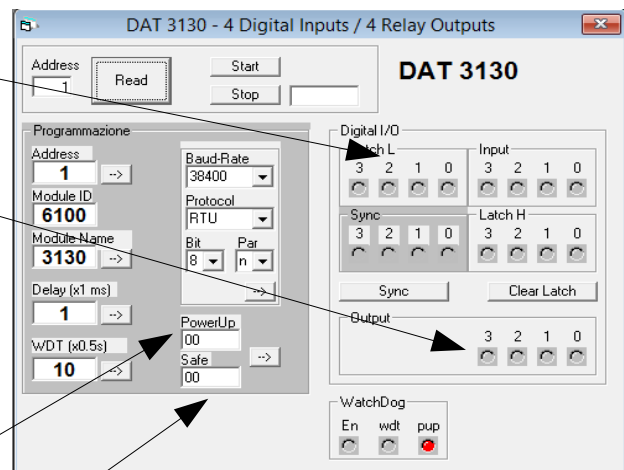 DAT 3130 - 4 Digital Inputs / 4 Relay Outputs
Address
1
Read
Start
Stop
DAT 3130
Programmazione
Address
1
-->
Module ID
6100
Module Name
3130
-->
Delay (x1 ms)
1
-->
WDT (x0.5s)
10
-->
Baud-Rate
38400
Protocol
RTU
Bit
Par
8
n
-->
PowerUp
00
Safe
00
-->
Digital I/O
L
3 2 1 0
Input
3 2 1 0
Sync
3 2 1 0
Latch H
3 2 1 0
Sync
Clear Latch
Output
3 2 1 0
WatchDog
En wdt pup